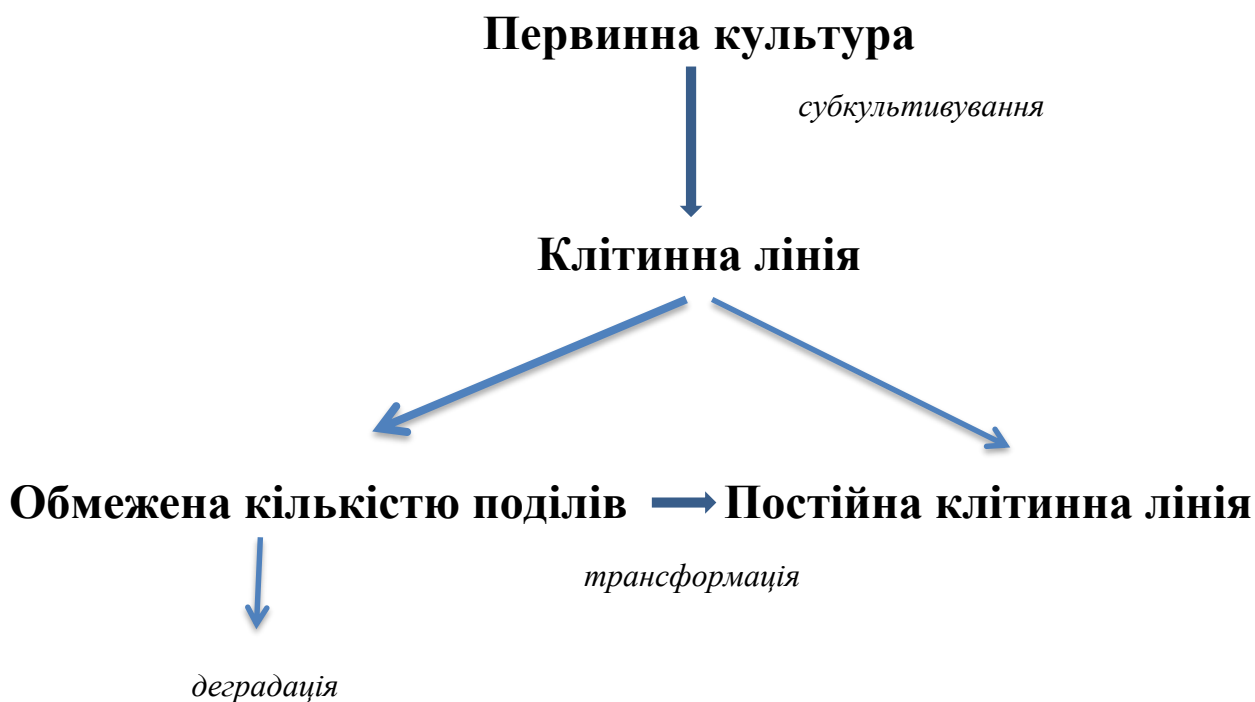 Первинна культура
субкультивування
Клітинна лінія
Обмежена кількістю поділів
Постійна клітинна лінія
трансформація
деградація